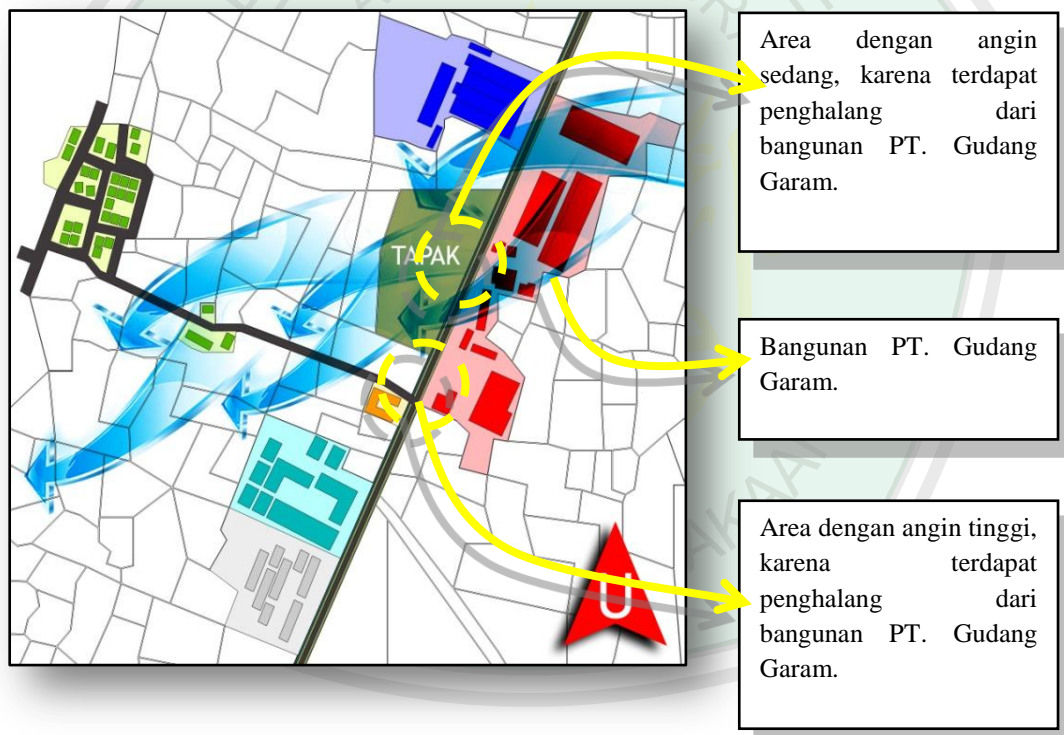 TAPAK
U
Area dengan angin
sedang, karena terdapat
penghalang dari
bangunan PT. Gudang
Garam.
Bangunan PT. Gudang
Garam.
Area dengan angin tinggi,
karena terdapat
penghalang dari
bangunan PT. Gudang
Garam.